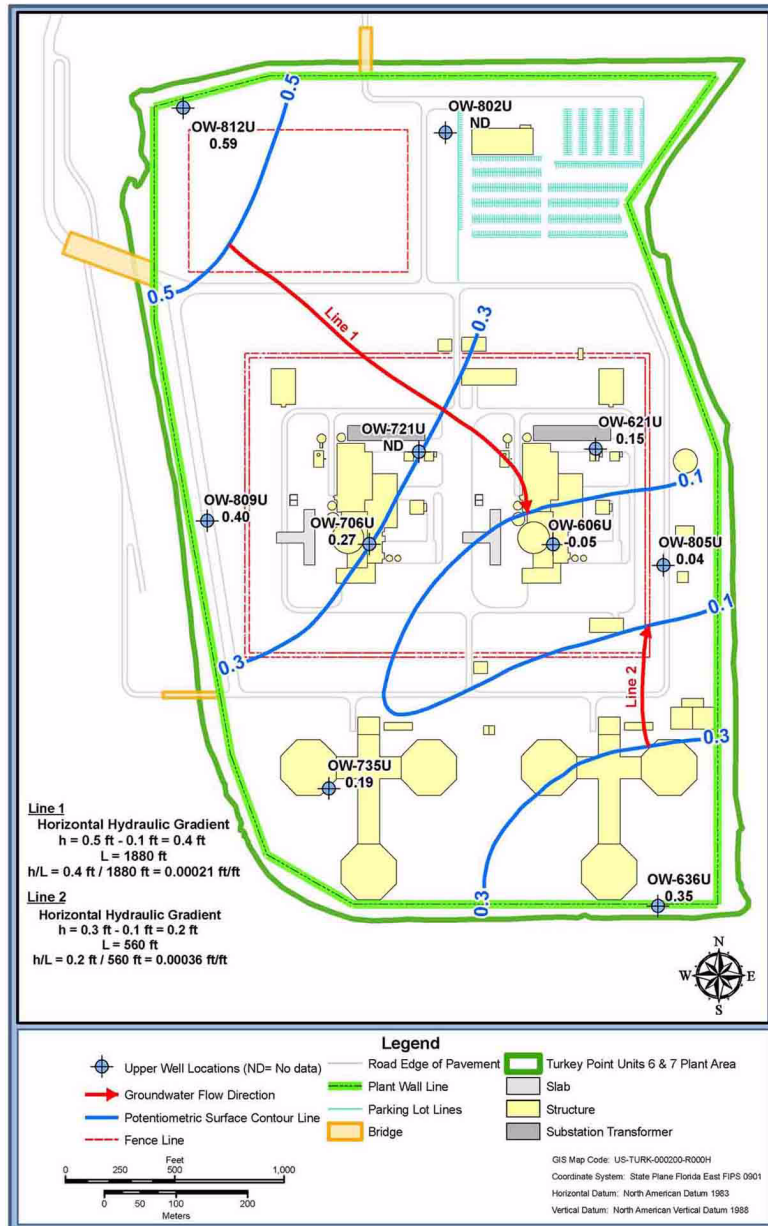 0.5
OW-802U
ND
OW-812U
0.59
0.5
Line 1
0.3
OW-721U
ND
OW-621U
0.15
0.1
OW-809U
0.40
OW-706U
0.27
OW-606U
-0.05
OW-805U
0.04
0.1
0.3
Line 2
0.3
OW-735U
0.19
Line 1
Horizontal Hydraulic Gradient
h = 0.5 ft - 0.1 ft = 0.4 ft
L = 1880 ft
h/L = 0.4 ft / 1880 ft = 0.00021 ft/ft
Line 2
Horizontal Hydraulic Gradient
h = 0.3 ft - 0.1 ft = 0.2 ft
L = 560 ft
h/L = 0.2 ft / 560 ft = 0.00036 ft/ft
0.3
OW-636U
0.35
N
W E
S
Legend
Upper Well Locations (ND= No data)
Groundwater Flow Direction
Potentiometric Surface Contour Line
Fence Line
Road Edge of Pavement
Plant Wall Line
Parking Lot Lines
Bridge
Turkey Point Units 6 & 7 Plant Area
Slab
Structure
Substation Transformer
Feet
0 250 500 1,000
0 50 100 200
Meters
GIS Map Code: US-TURK-000200-R000H
Coordinate System: State Plane Florida East FIPS 0901
Horizontal Datum: North American Datum 1983
Vertical Datum: North American Vertical Datum 1988